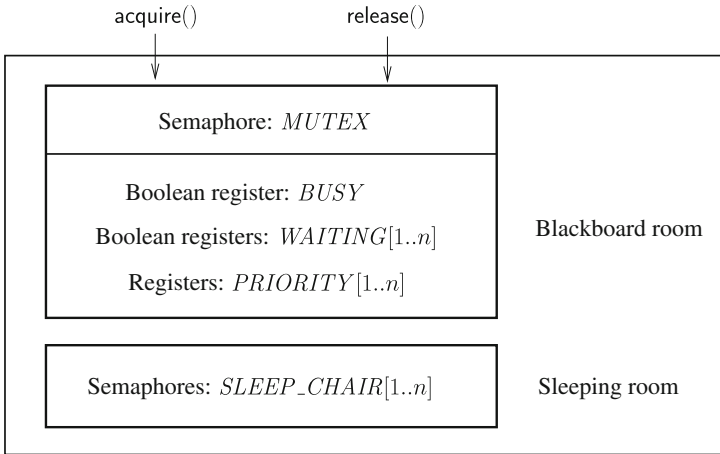 acquire() release()
Semaphore: MUTEX
Boolean register: BUSY
Boolean registers: WAITING[1..n]
Blackboard room
Registers: PRIORITY[1..n]
Semaphores: SLEEP_CHAIR[1..n]
Sleeping room